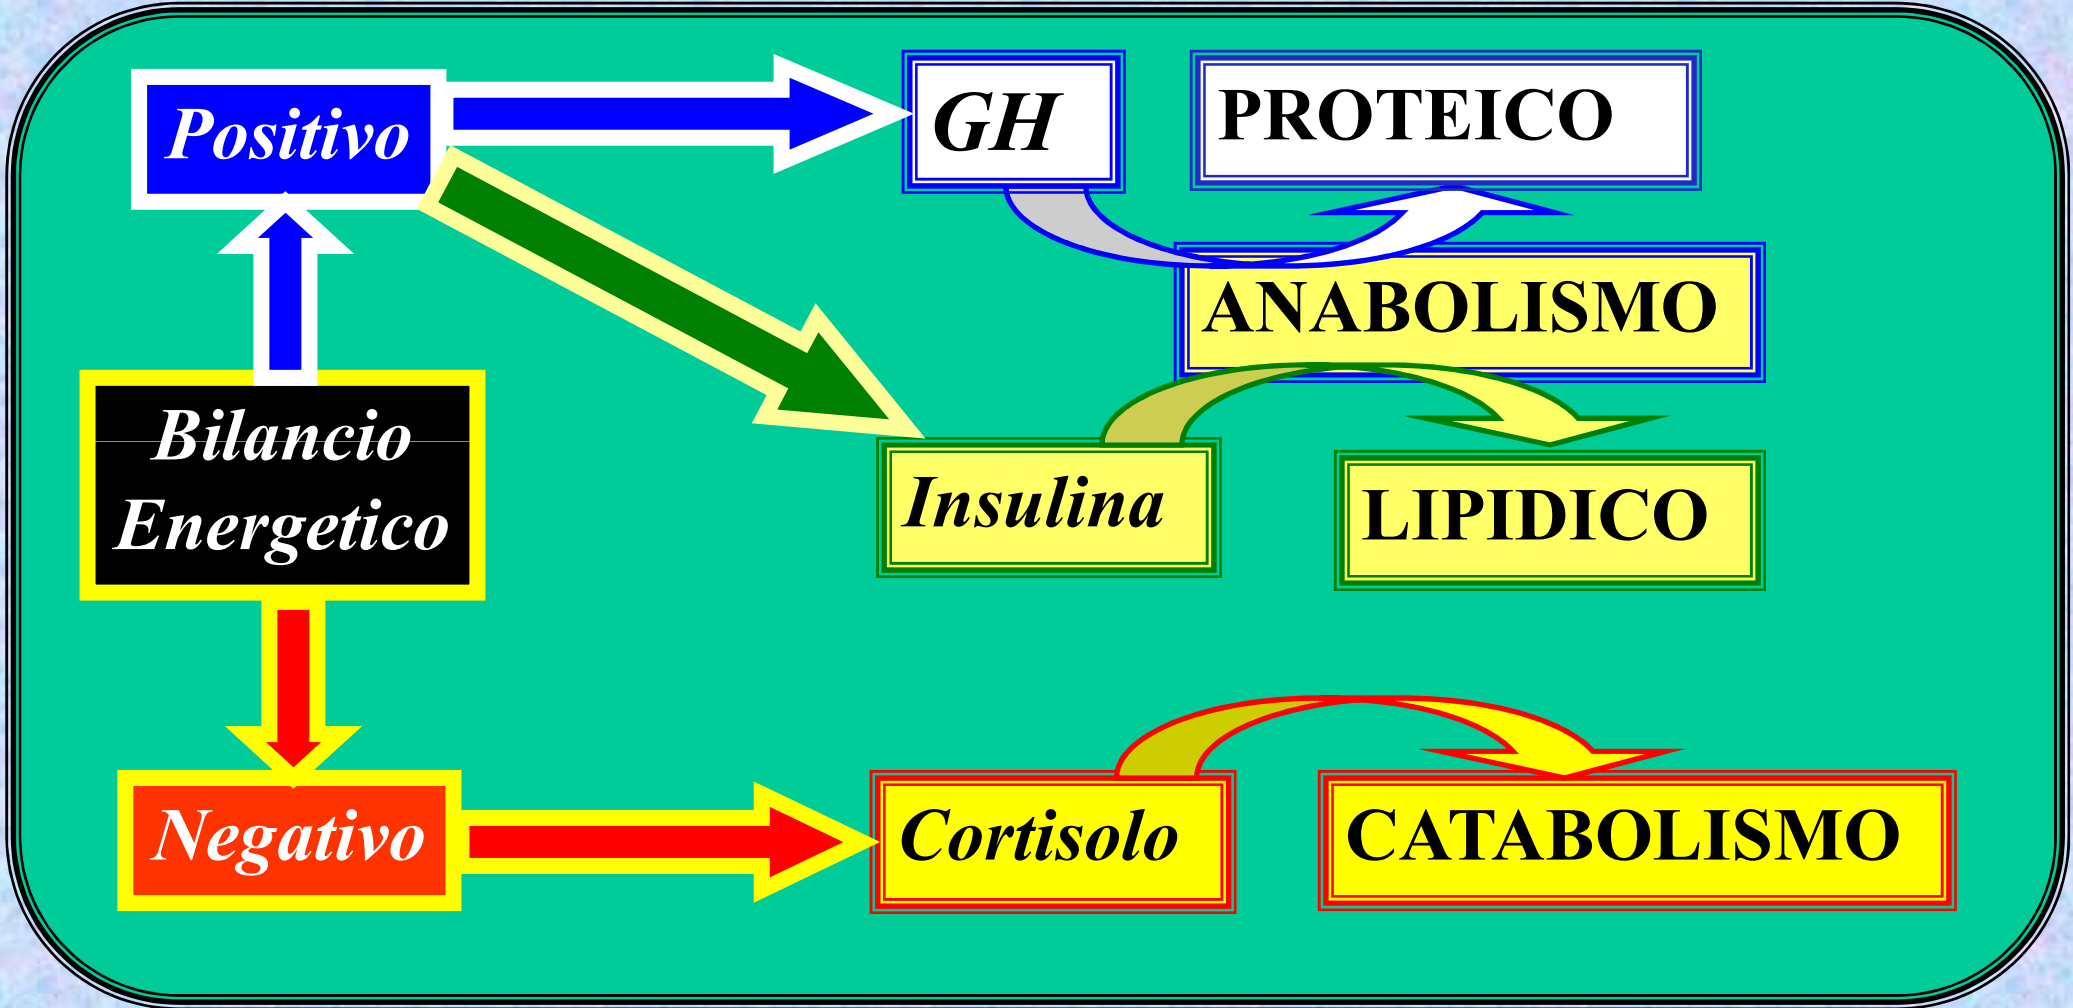 Positivo
GH
PROTEICO
ANABOLISMO
Bilancio
Energetico
Insulina
LIPIDICO
Negativo
Cortisolo
CATABOLISMO